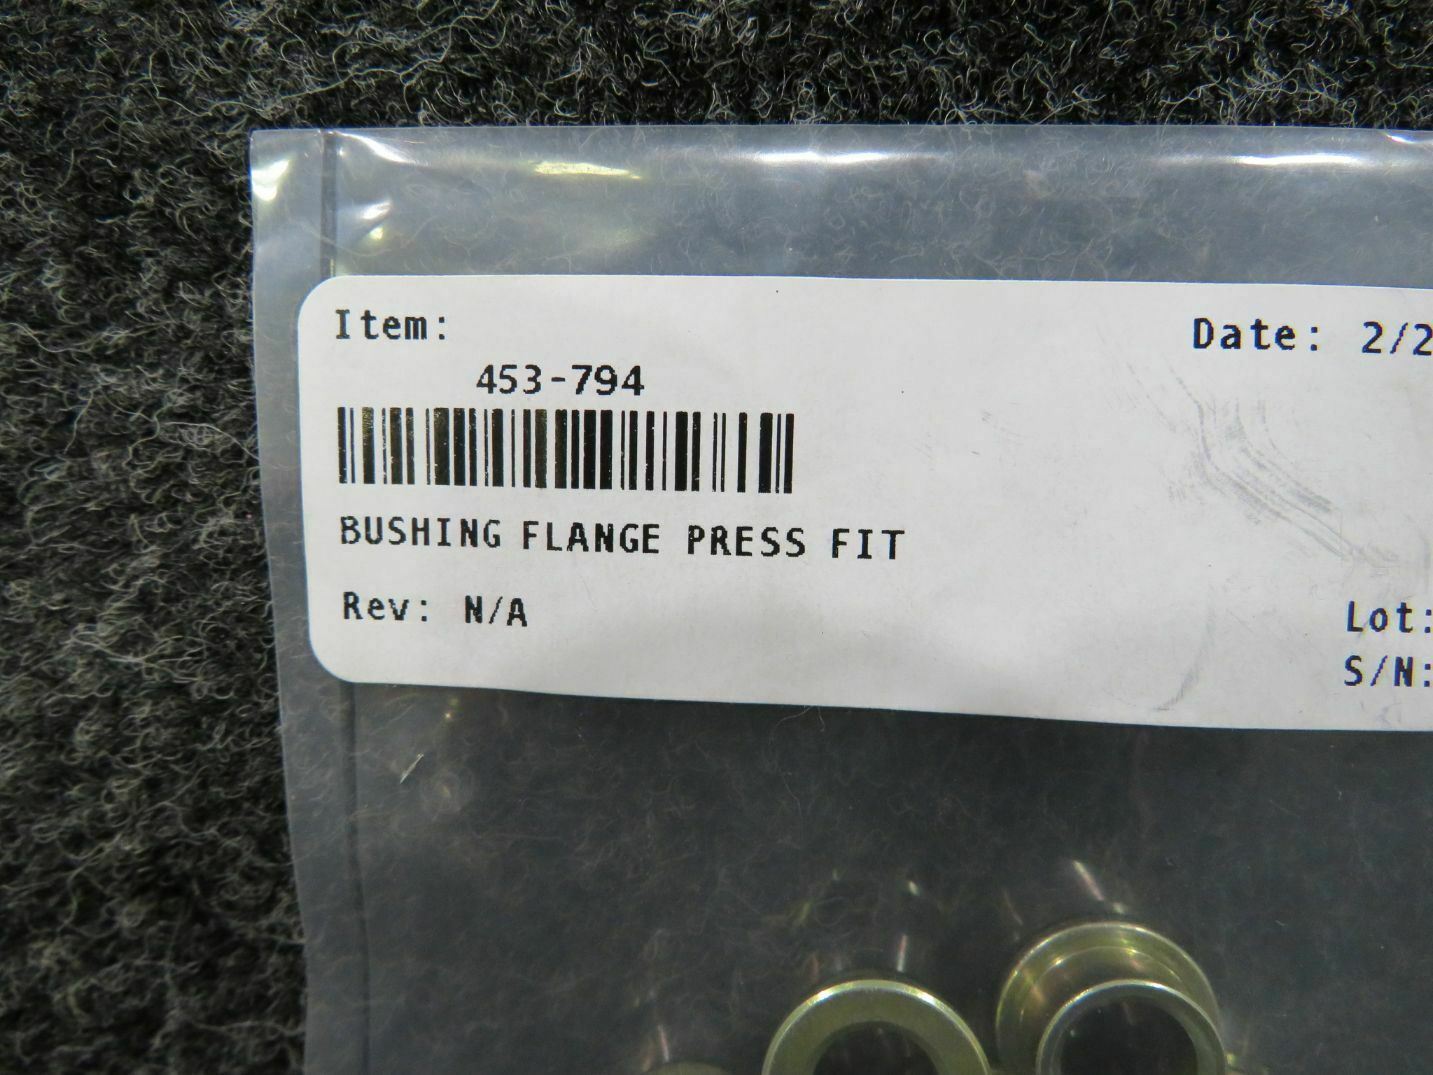 Item:
Date: 2/2
453-794
BUSHING FLANGE PRESS FIT
Rev: N/A
Lot:
S/N: